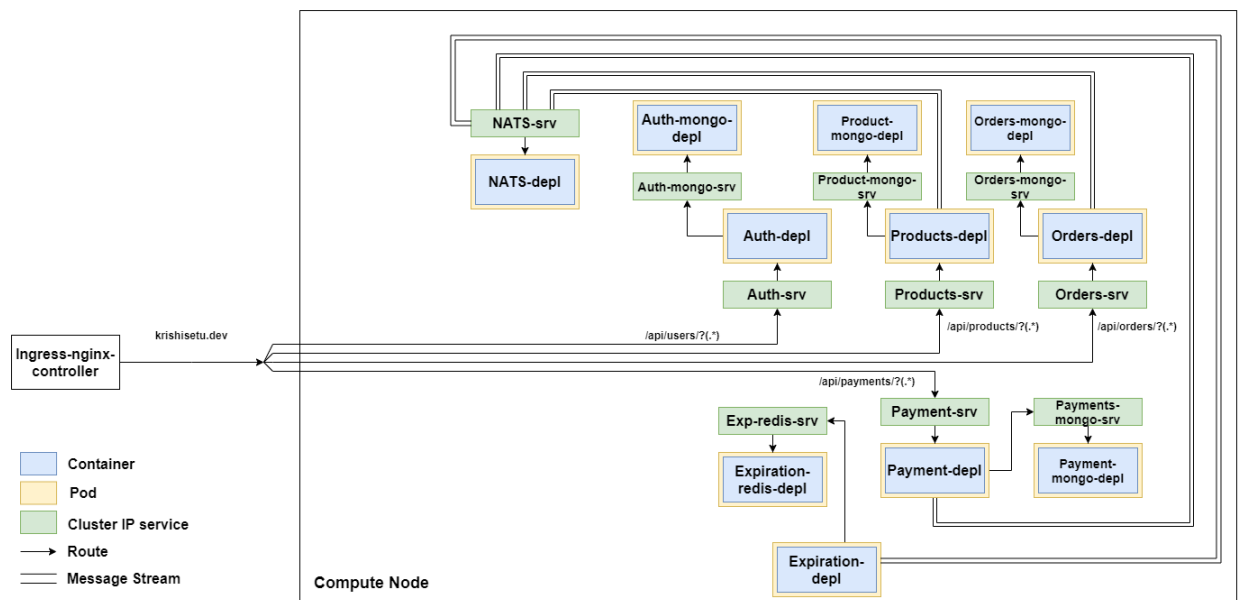 NATS-srv
NATS-depl
Auth-mongo-
depl
Auth-mongo-srv
Auth-depl
Auth-srv
Product-
mongo-depl
Product-mongo-
srv
Products-depl
Products-srv
Orders-mongo-
depl
Orders-mongo-
srv
Orders-depl
Orders-srv
Ingress-nginx-
controller
krishisetu.dev
/api/users/?(.*)
/api/products/?(.*)
/api/orders/?(.*)
/api/payments/?(.*)
Exp-redis-srv
Expiration-
redis-depl
Payment-srv
Payment-depl
Payments-
mongo-srv
Payment-
mongo-depl
Expiration-
depl
Container
Pod
Cluster IP service
Route
Message Stream
Compute Node